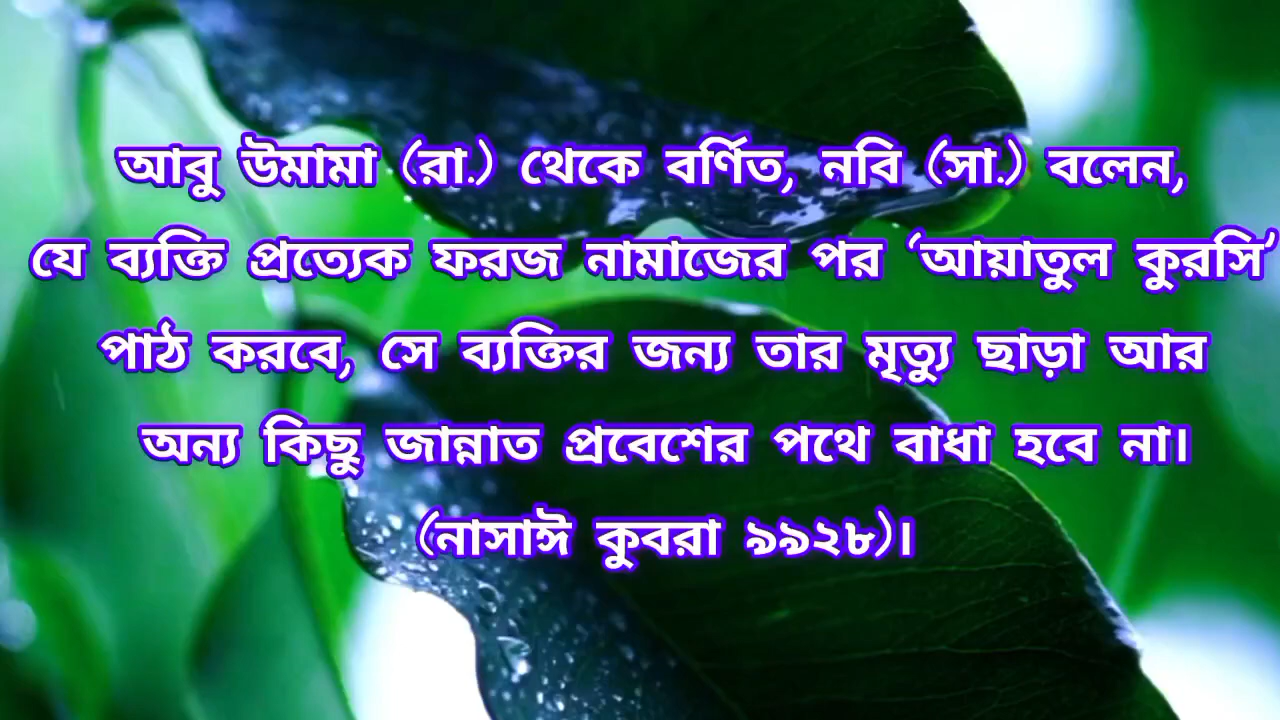 আবু উমামা (রা.) থেকে বর্ণিত, নবি (সা.) বলেন,
যে ব্যক্তি প্রত্যেক ফরজ নামাজের পর ‘আয়াতুল কুরসি’
পাঠ করবে, সে ব্যক্তির জন্য তার মৃত্যু ছাড়া আর
অন্য কিছু জান্নাত প্রবেশের পথে বাধা হবে না।
(নাসাঈ কুবরা ৯৯২৮)।